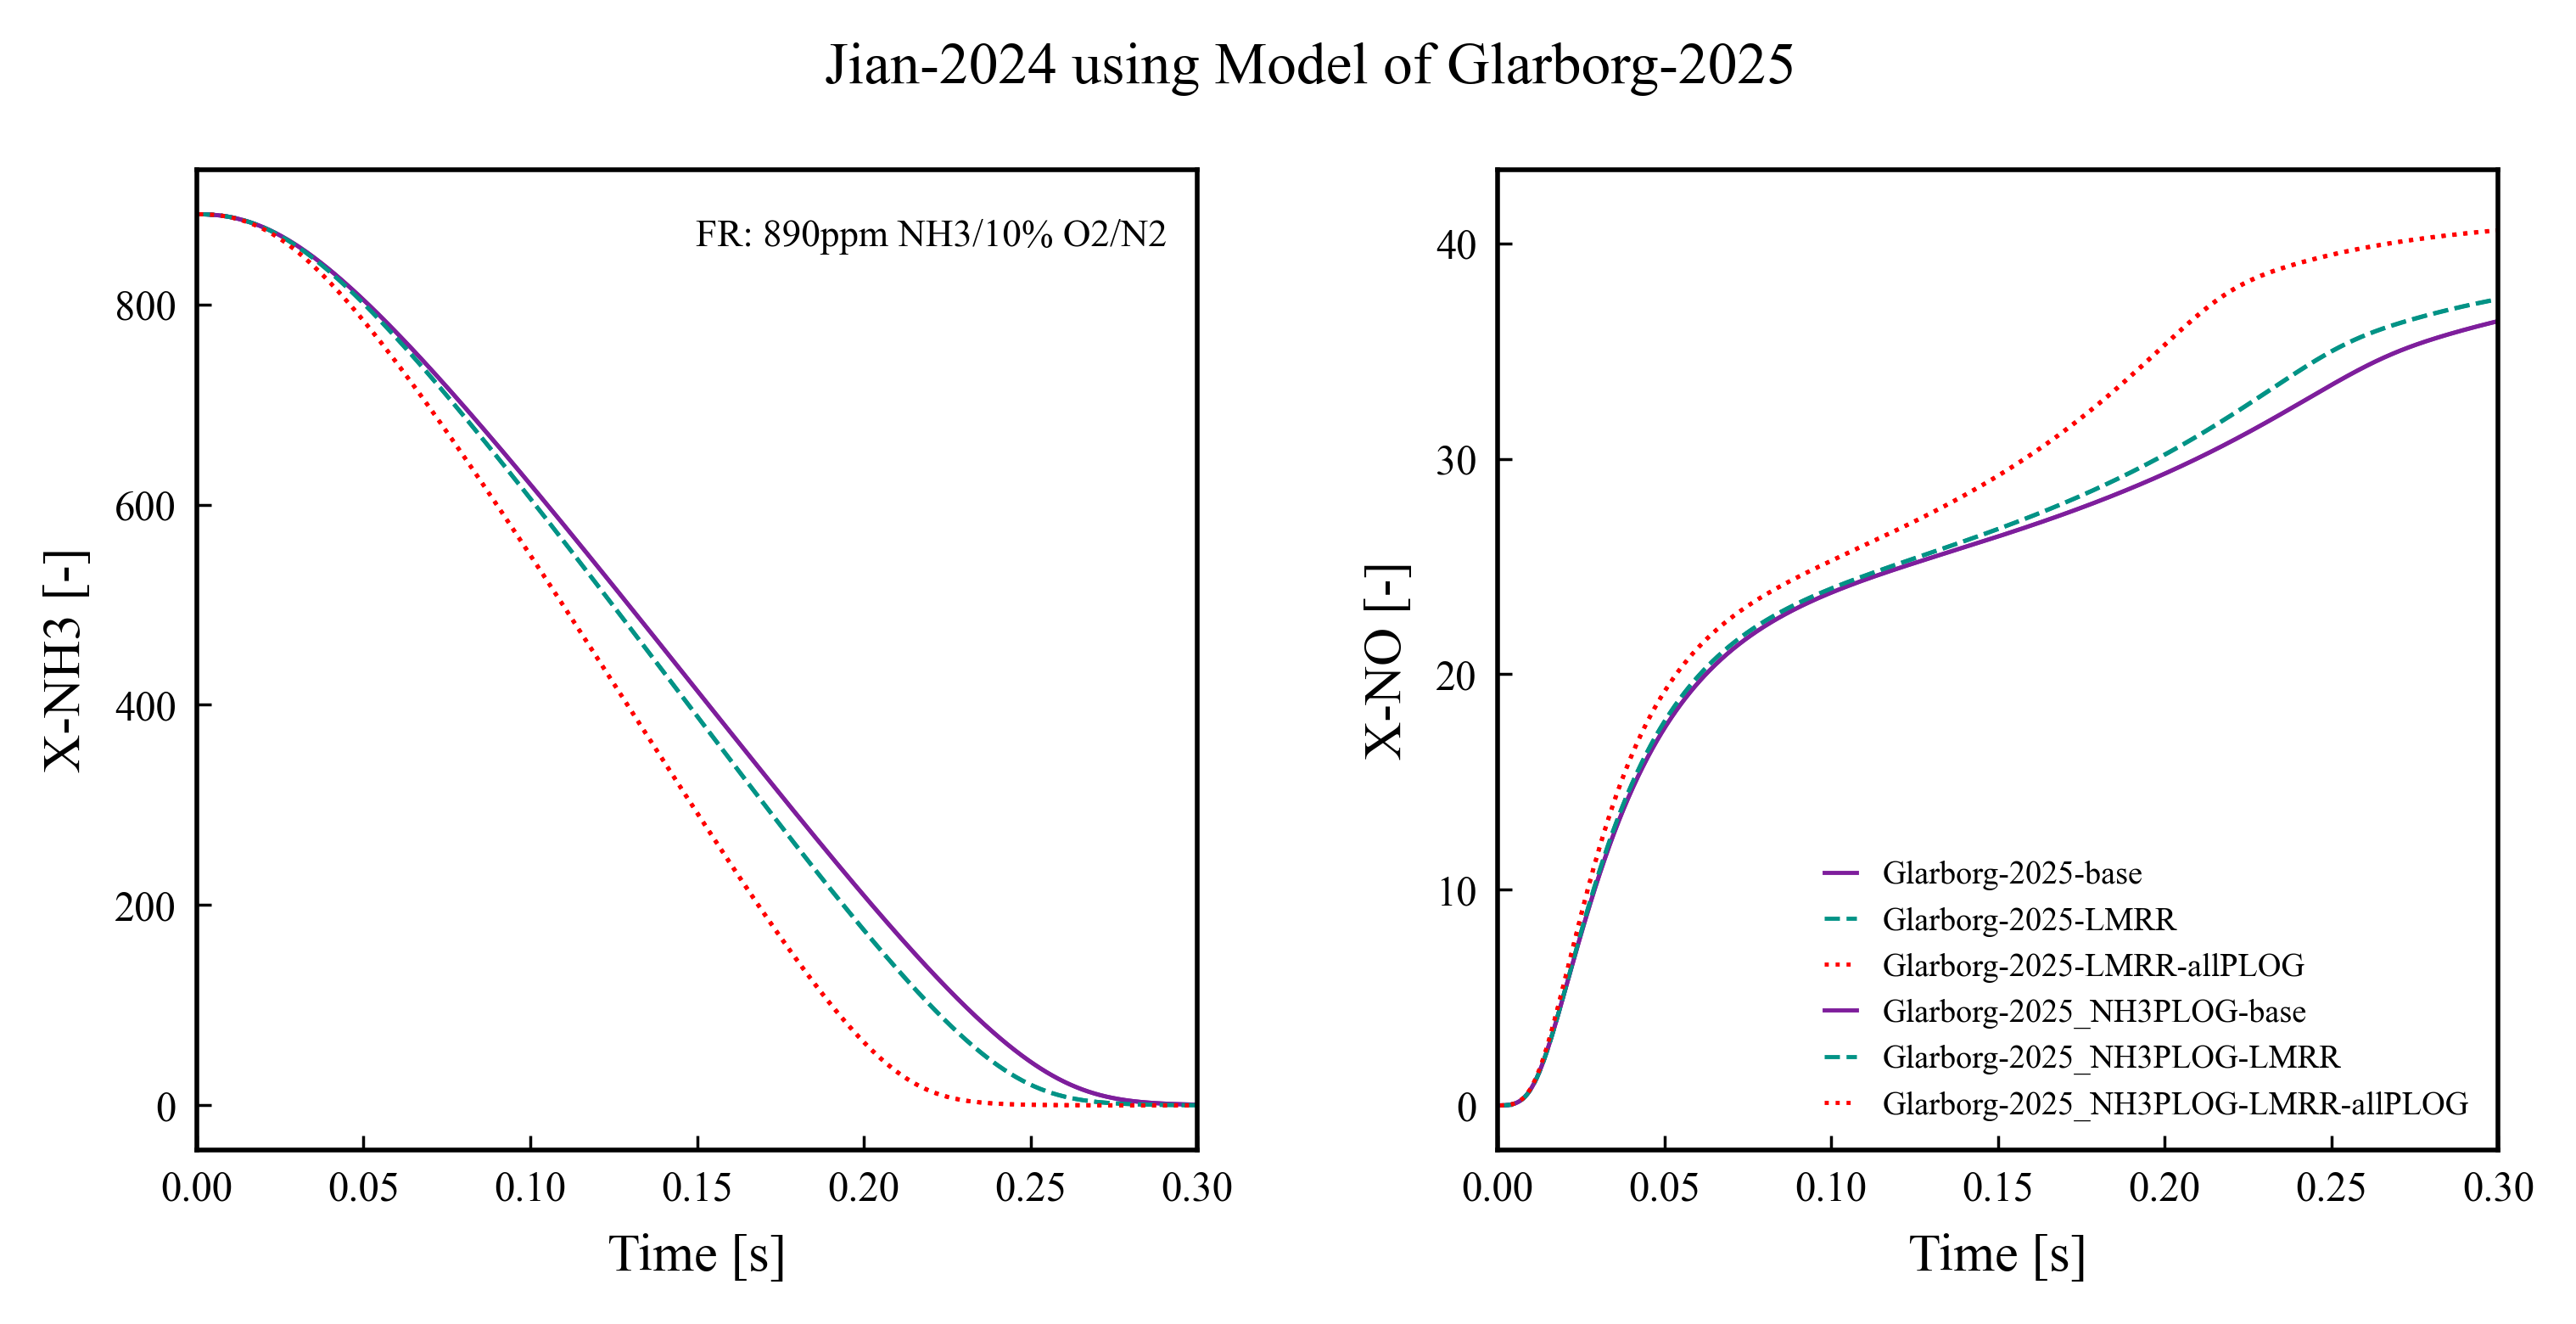 Jian-2024 using Model of Glarborg-2025
FR: 890ppm NH3/10% O2/N2
X-NH3 [-]
800
600
400
200
0
0.00 0.05 0.10 0.15 0.20 0.25 0.30
Time [s]
X-NO [-]
40
30
20
10
0
Glarborg-2025-base
Glarborg-2025-LMRR
Glarborg-2025-LMRR-allPLOG
Glarborg-2025_NH3PLOG-base
Glarborg-2025_NH3PLOG-LMRR
Glarborg-2025_NH3PLOG-LMRR-allPLOG
0.00 0.05 0.10 0.15 0.20 0.25 0.30
Time [s]